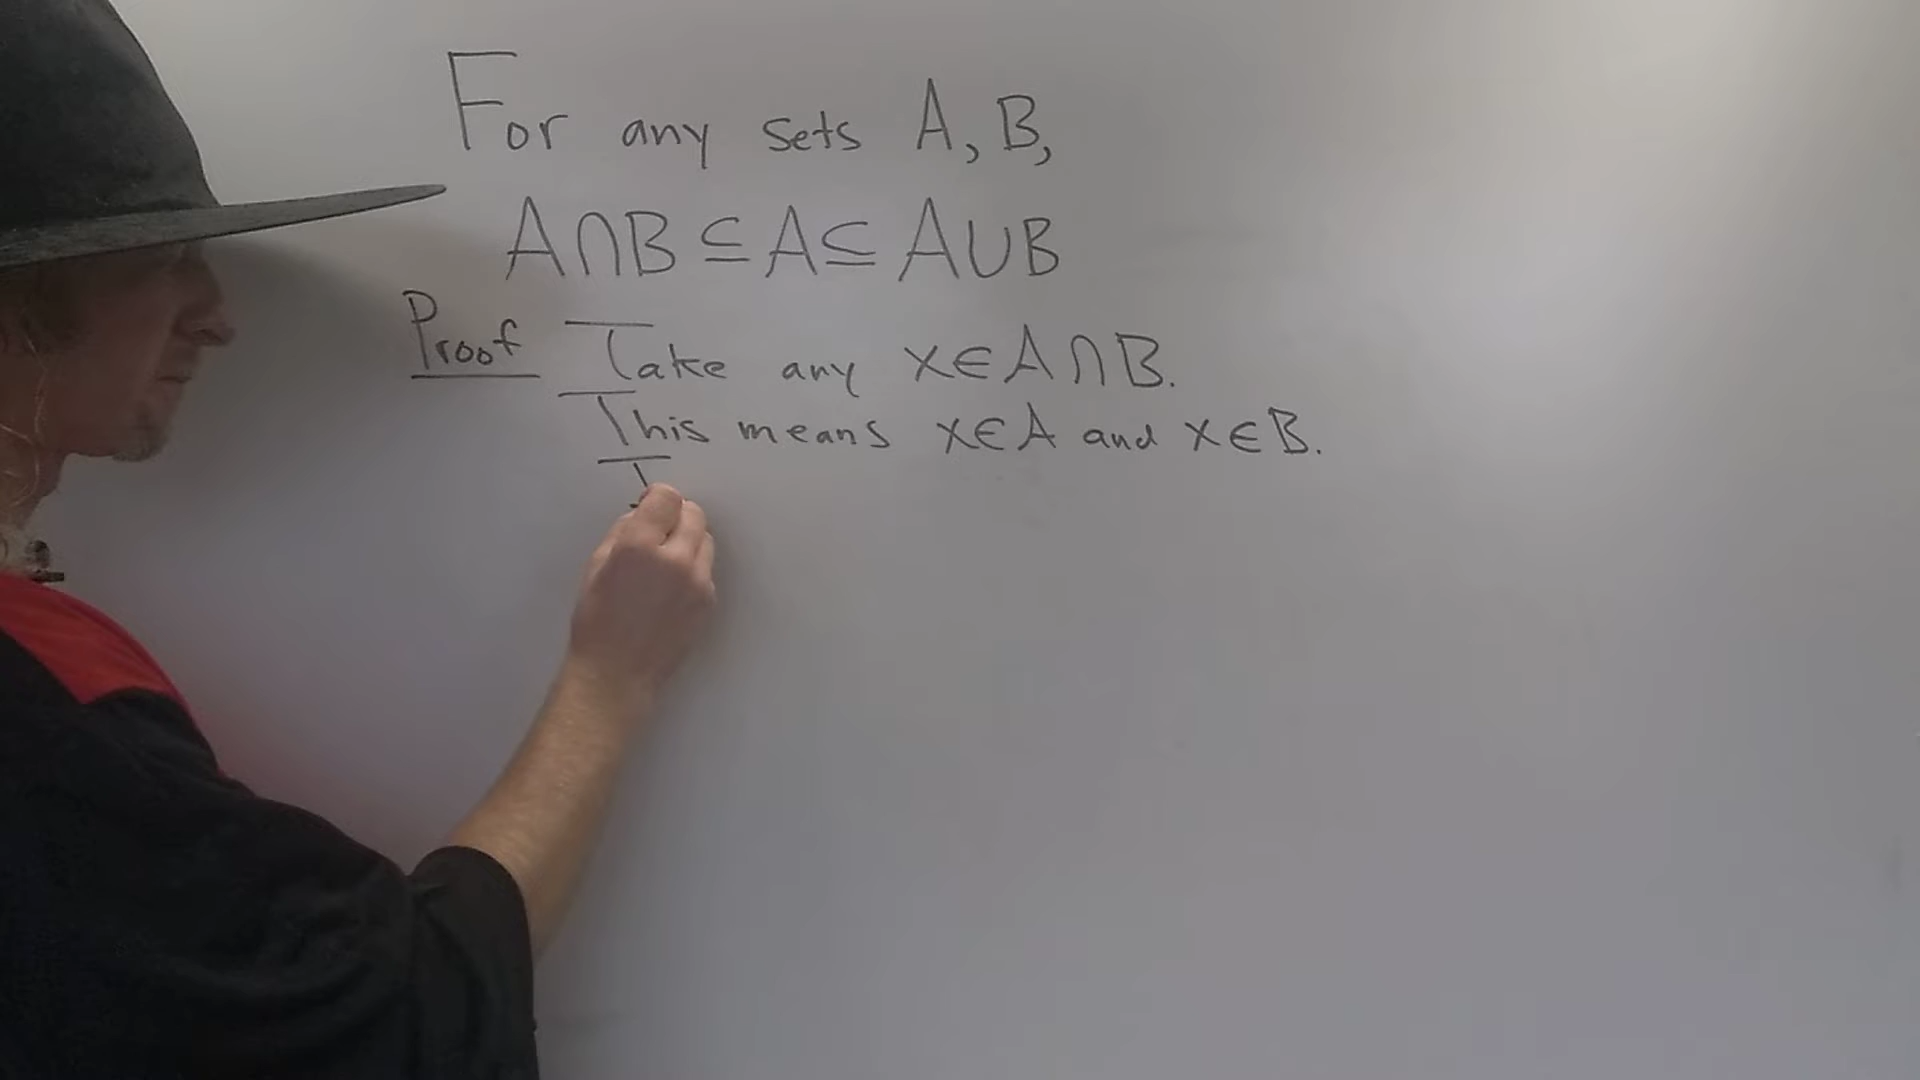 For any sets A, B,
A∩B ⊆ A ⊆ A∪B
Proof Take any x∈A∩B.
This means x∈A and x∈B.
T